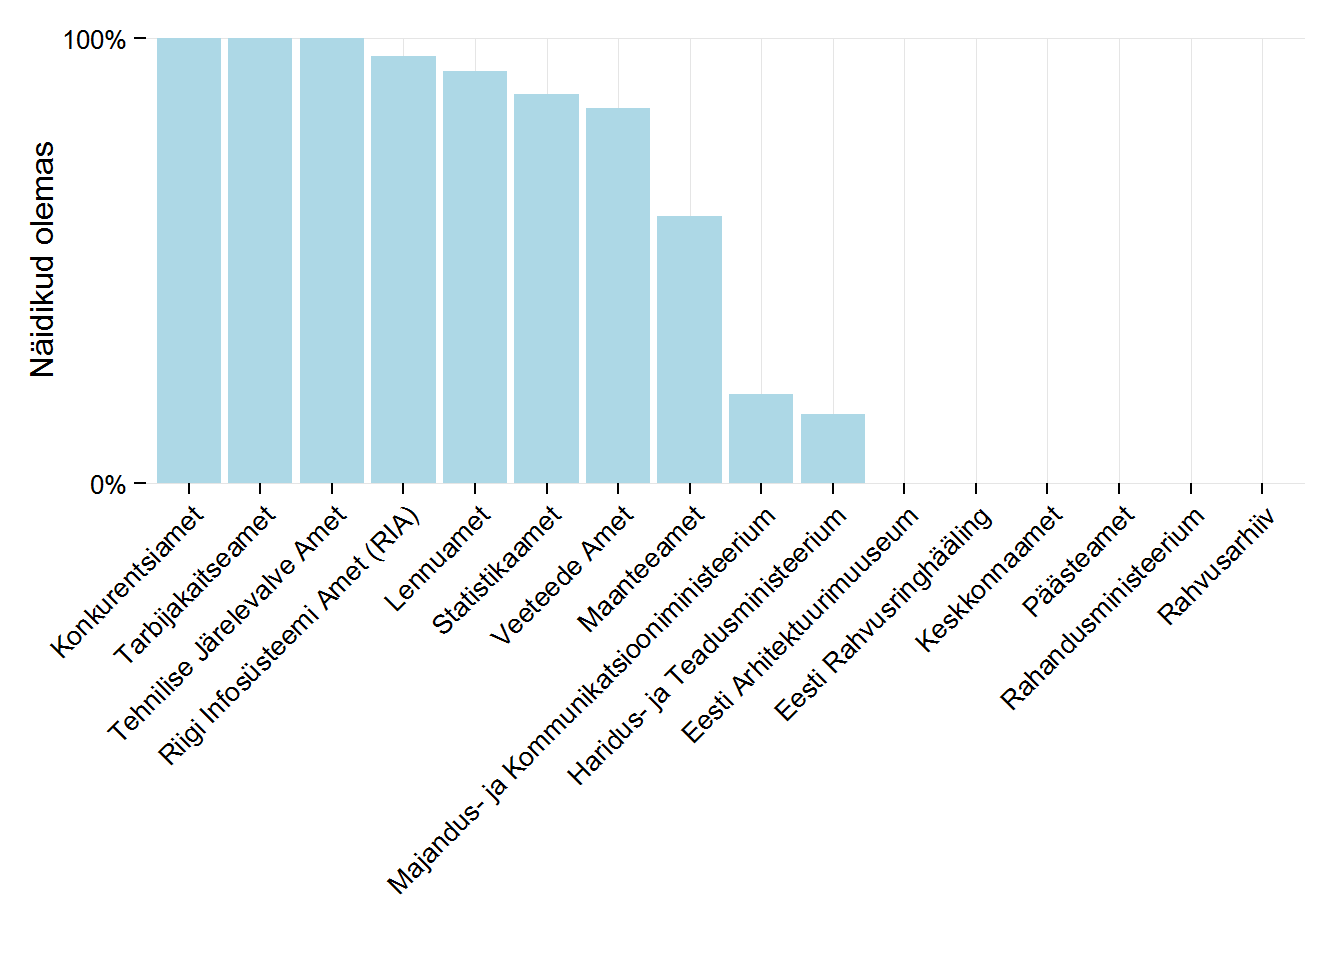 Näidikud olemas
100%
0%
Konkurentsiamet
Tarbijakaitseamet
Tehnilise Järelevalve Amet
Riigi Infosüsteemi Amet (RIA)
Lennuamet
Statistikaamet
Veeteede Amet
Maanteeamet
Majandus- ja Kommunikatsiooniministeerium
Haridus- ja Teadusministeerium
Eesti Arhitektuurimuuseum
Eesti Rahvusringhääling
Keskkonnaamet
Päästeamet
Rahandusministeerium
Rahvusarhiiv